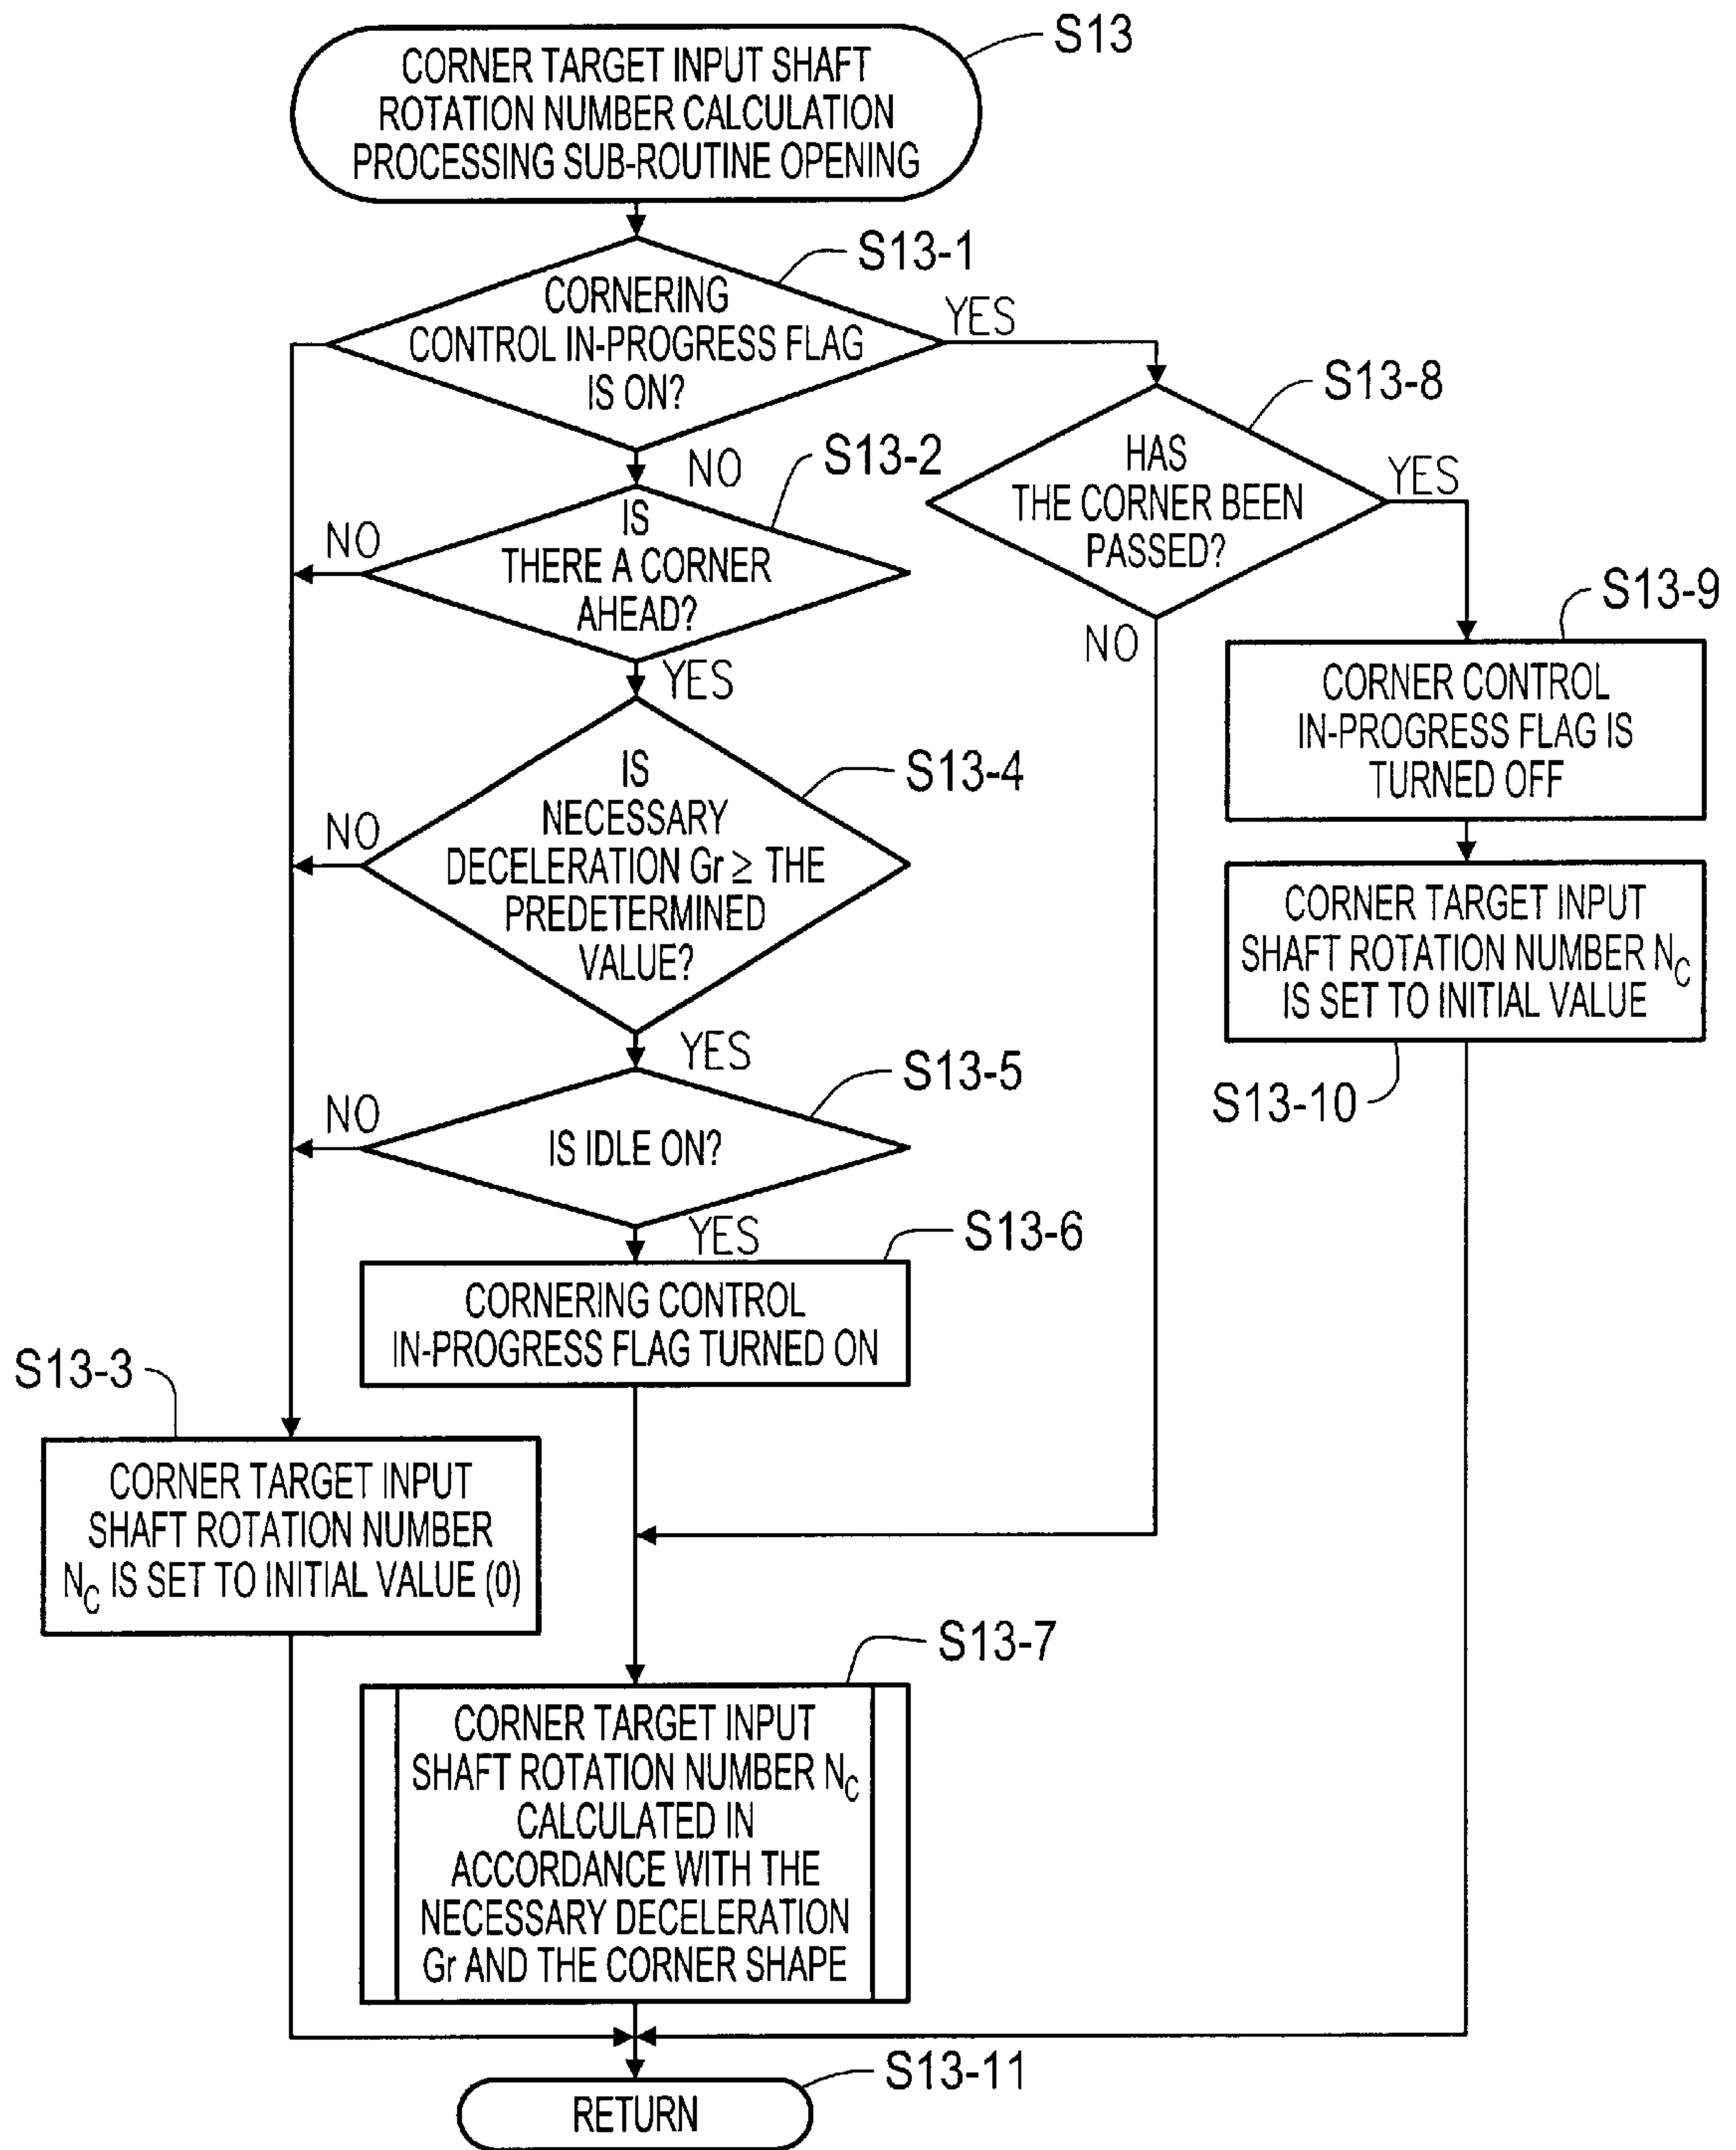 S13
CORNER TARGET INPUT SHAFT
ROTATION NUMBER CALCULATION
PROCESSING SUB-ROUTINE OPENING
S13-1
CORNERING
CONTROL IN-PROGRESS FLAG
IS ON?
YES
NO
S13-8
HAS
THE CORNER BEEN
PASSED?
YES
NO
S13-2
IS
THERE A CORNER
AHEAD?
NO
YES
S13-9
CORNER CONTROL
IN-PROGRESS FLAG IS
TURNED OFF
S13-4
IS
NECESSARY
DECELERATION Gr ≥ THE
PREDETERMINED
VALUE?
NO
YES
CORNER TARGET INPUT
SHAFT ROTATION NUMBER NC
IS SET TO INITIAL VALUE
S13-10
S13-5
IS IDLE ON?
NO
YES
S13-6
CORNERING CONTROL
IN-PROGRESS FLAG TURNED ON
S13-3
CORNER TARGET INPUT
SHAFT ROTATION NUMBER
NC IS SET TO INITIAL VALUE (0)
S13-7
CORNER TARGET INPUT
SHAFT ROTATION NUMBER NC
CALCULATED IN
ACCORDANCE WITH THE
NECESSARY DECELERATION
Gr AND THE CORNER SHAPE
S13-11
RETURN